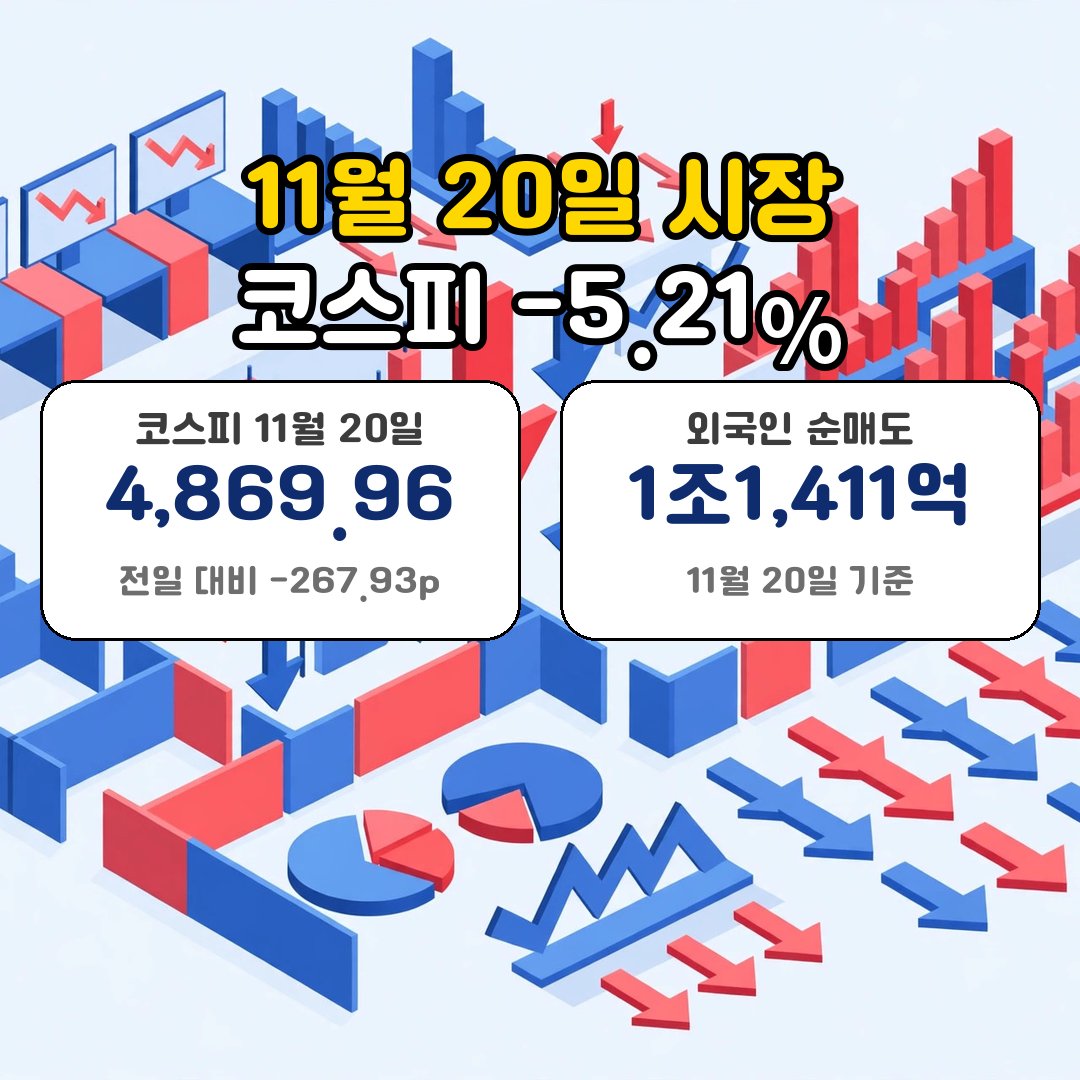 11월 20일 시장
코스피 -5.21%
코스피 11월 20일
4,869.96
전일 대비 -267.93p
외국인 순매도
1조1,411억
11월 20일 기준